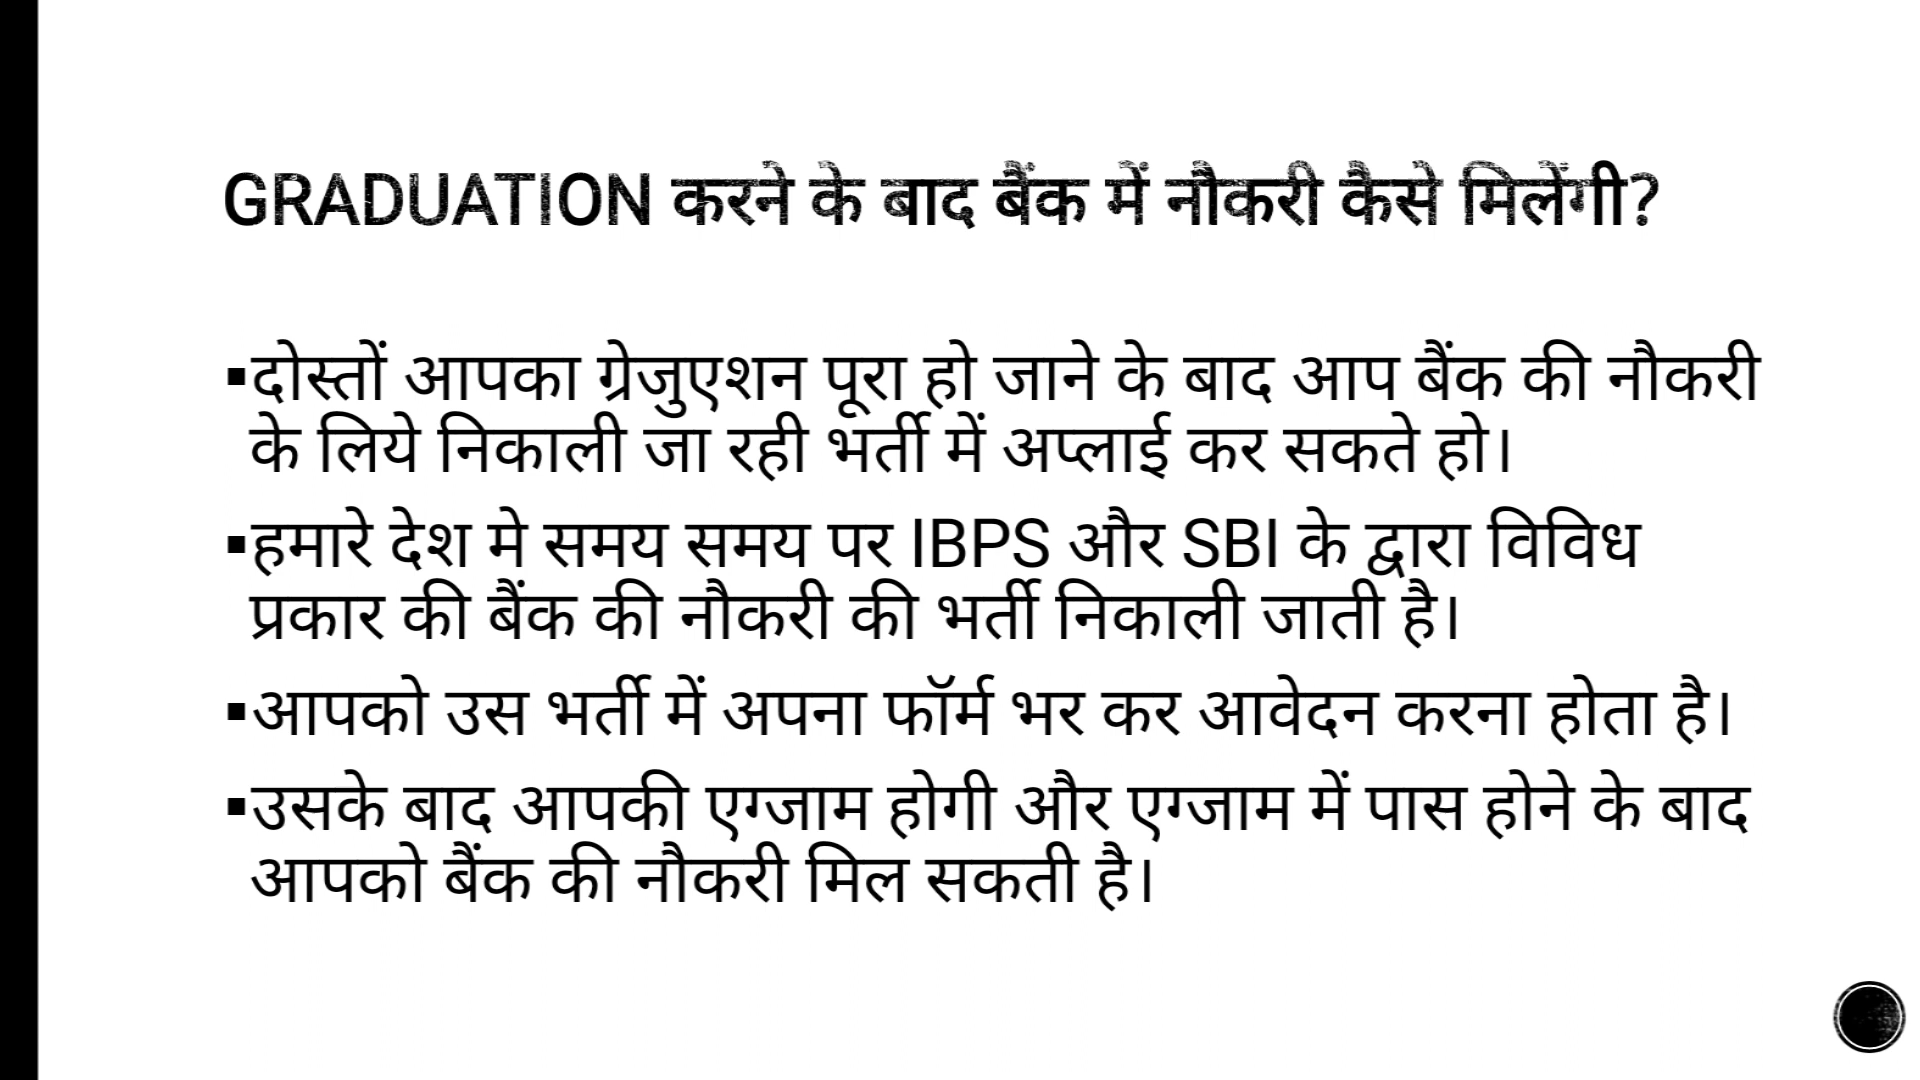 GRADUATION करने के बाद बैंक में नौकरी कैसे मिलेंगी?
▪दोस्तों आपका ग्रेजुएशन पूरा हो जाने के बाद आप बैंक की नौकरी
के लिये निकाली जा रही भर्ती में अप्लाई कर सकते हो।
▪हमारे देश मे समय समय पर IBPS और SBI के द्वारा विविध
प्रकार की बैंक की नौकरी की भर्ती निकाली जाती है।
▪आपको उस भर्ती में अपना फॉर्म भर कर आवेदन करना होता है।
▪उसके बाद आपकी एग्जाम होगी और एग्जाम में पास होने के बाद
आपको बैंक की नौकरी मिल सकती है।